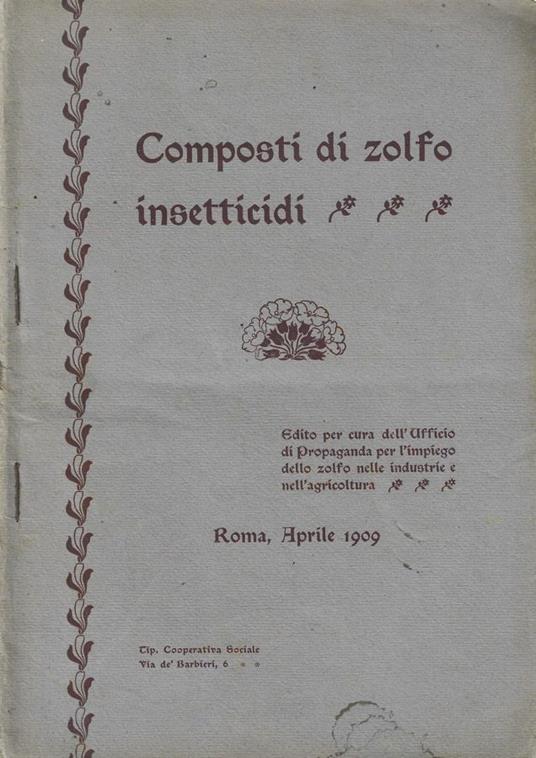 Composti di zolfo
insetticidi
Edito per cura dell'Ufficio
di Propaganda per l'impiego
dello zolfo nelle industrie e
nell'agricoltura
Roma, Aprile 1909
Tip. Cooperativa Sociale
Via de' Barbieri, 6